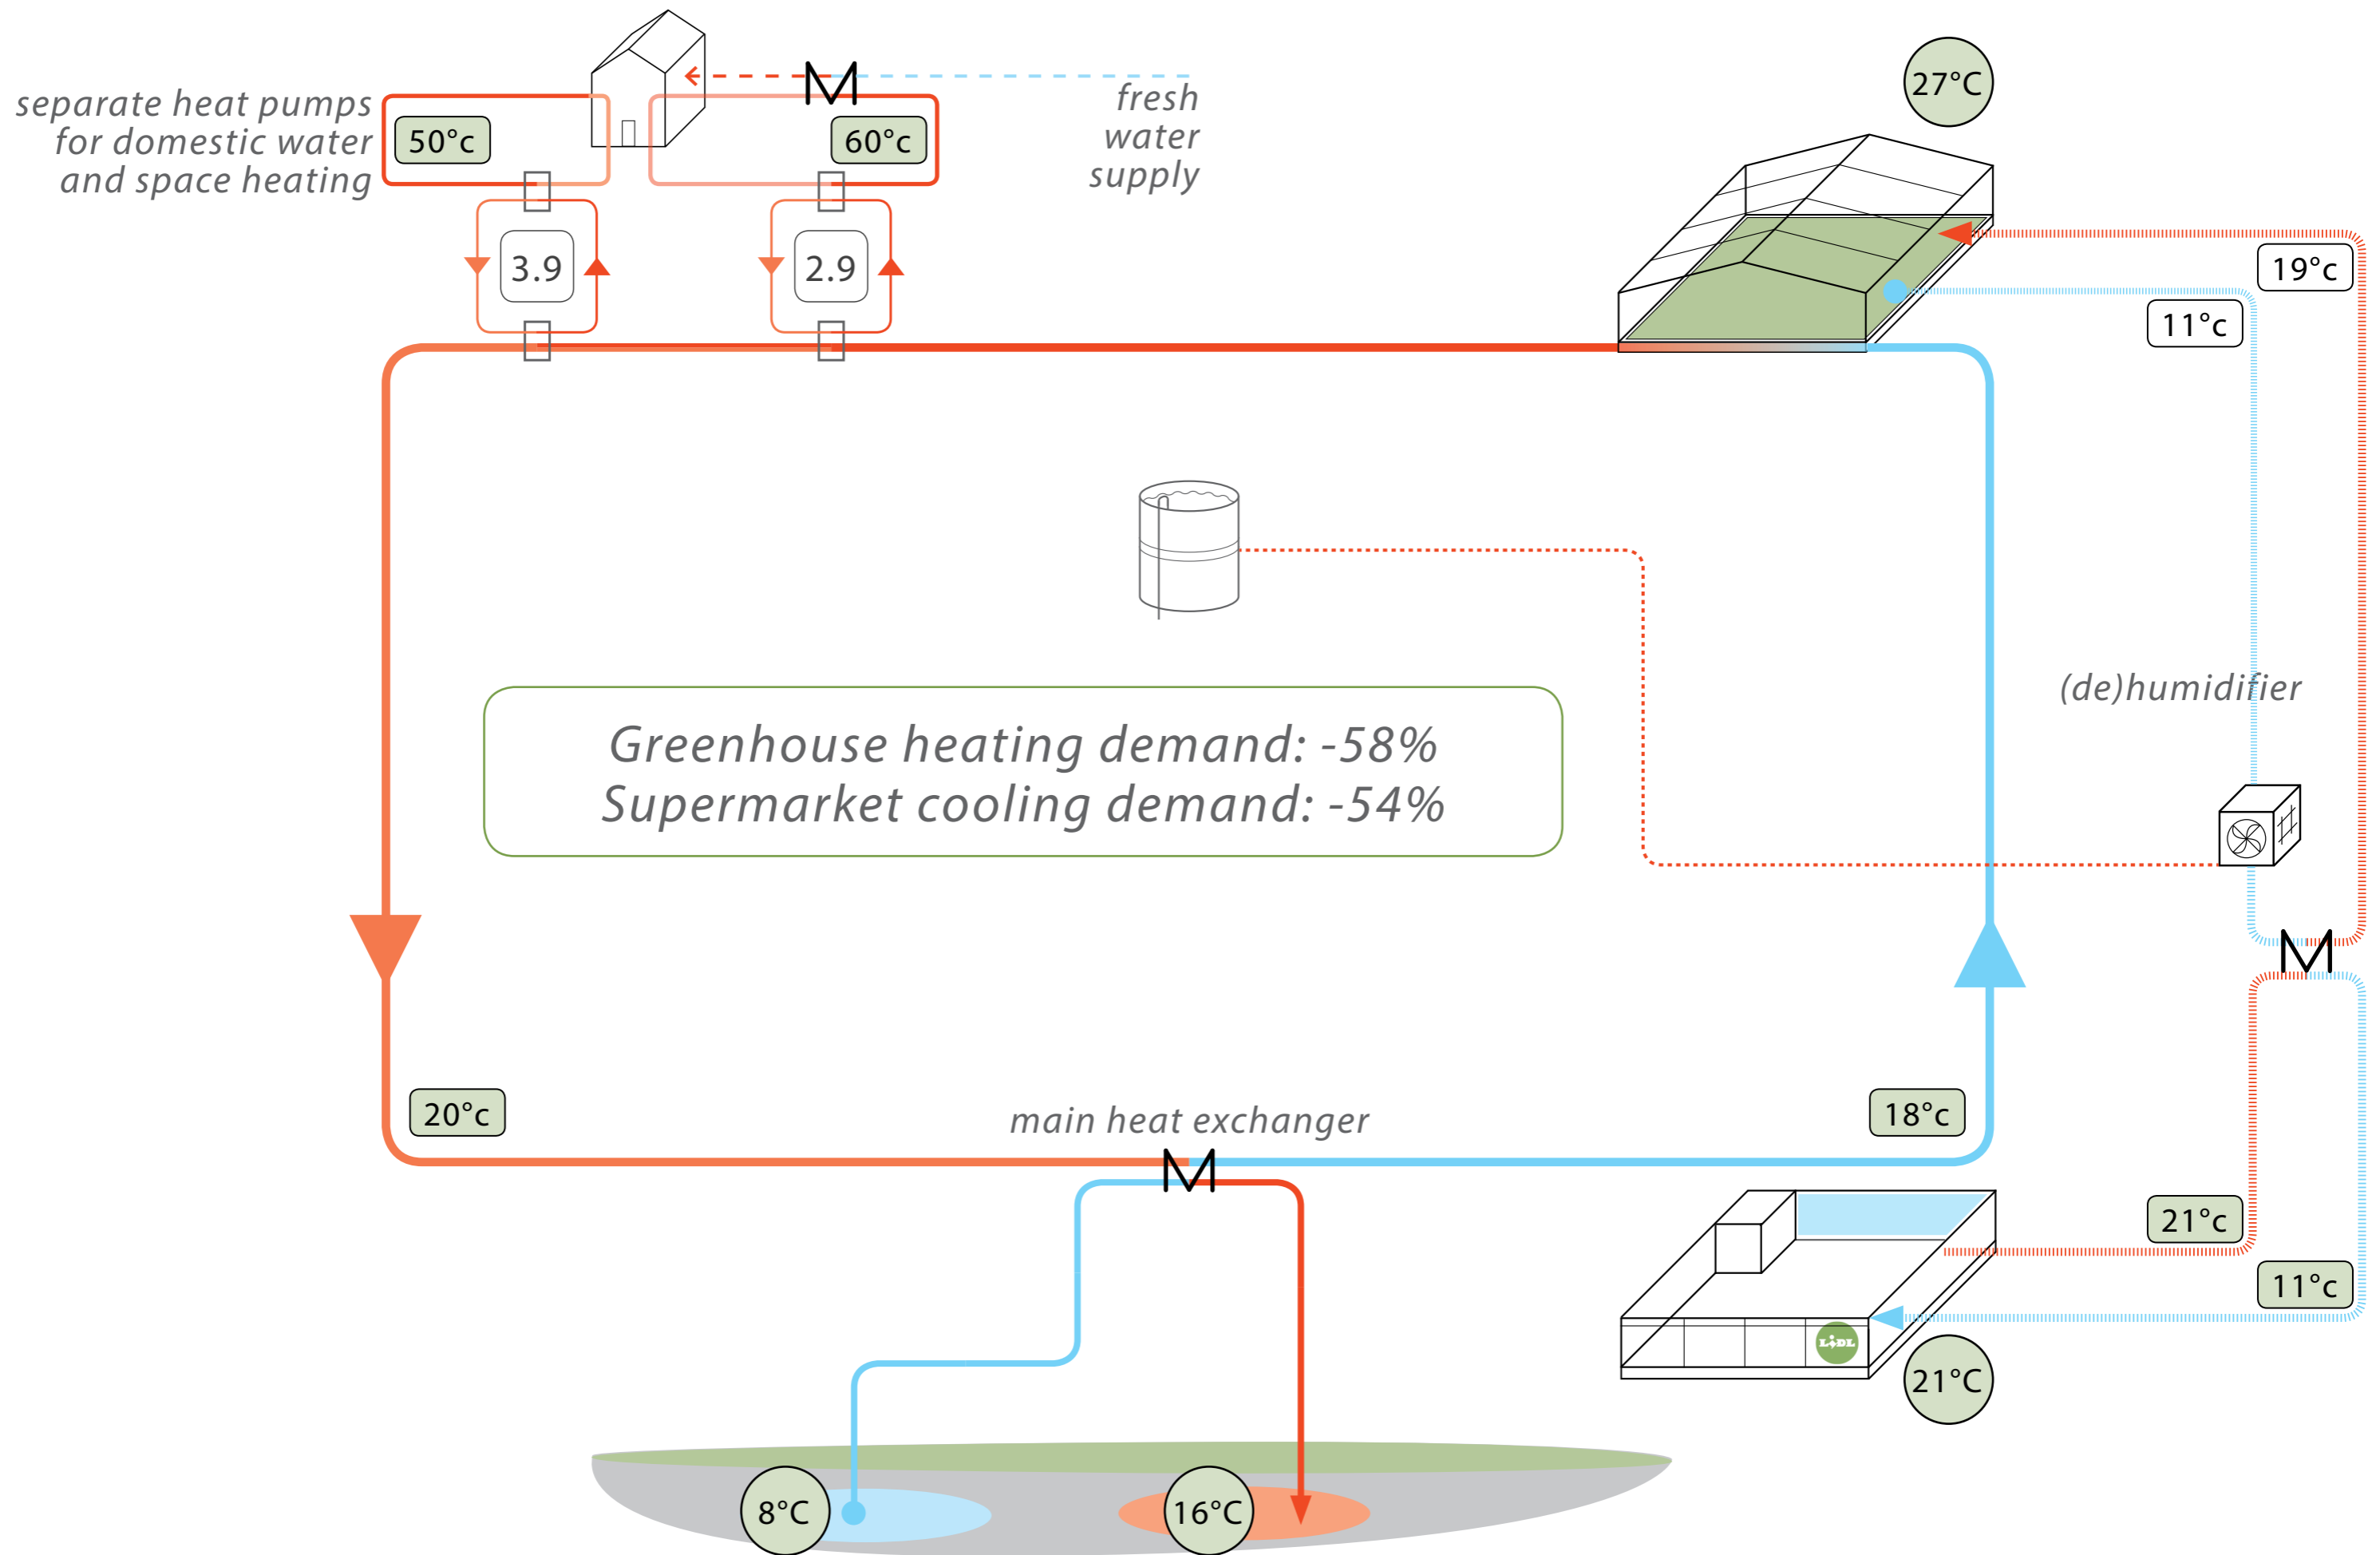 27°C
separate heat pumps
for domestic water
and space heating
50°c
60°c
fresh
water
supply
3.9
2.9
19°c
11°c
(de)humidifier
Greenhouse heating demand: -58%
Supermarket cooling demand: -54%
20°c
main heat exchanger
18°c
21°c
11°c
LiDL
21°C
8°C
16°C